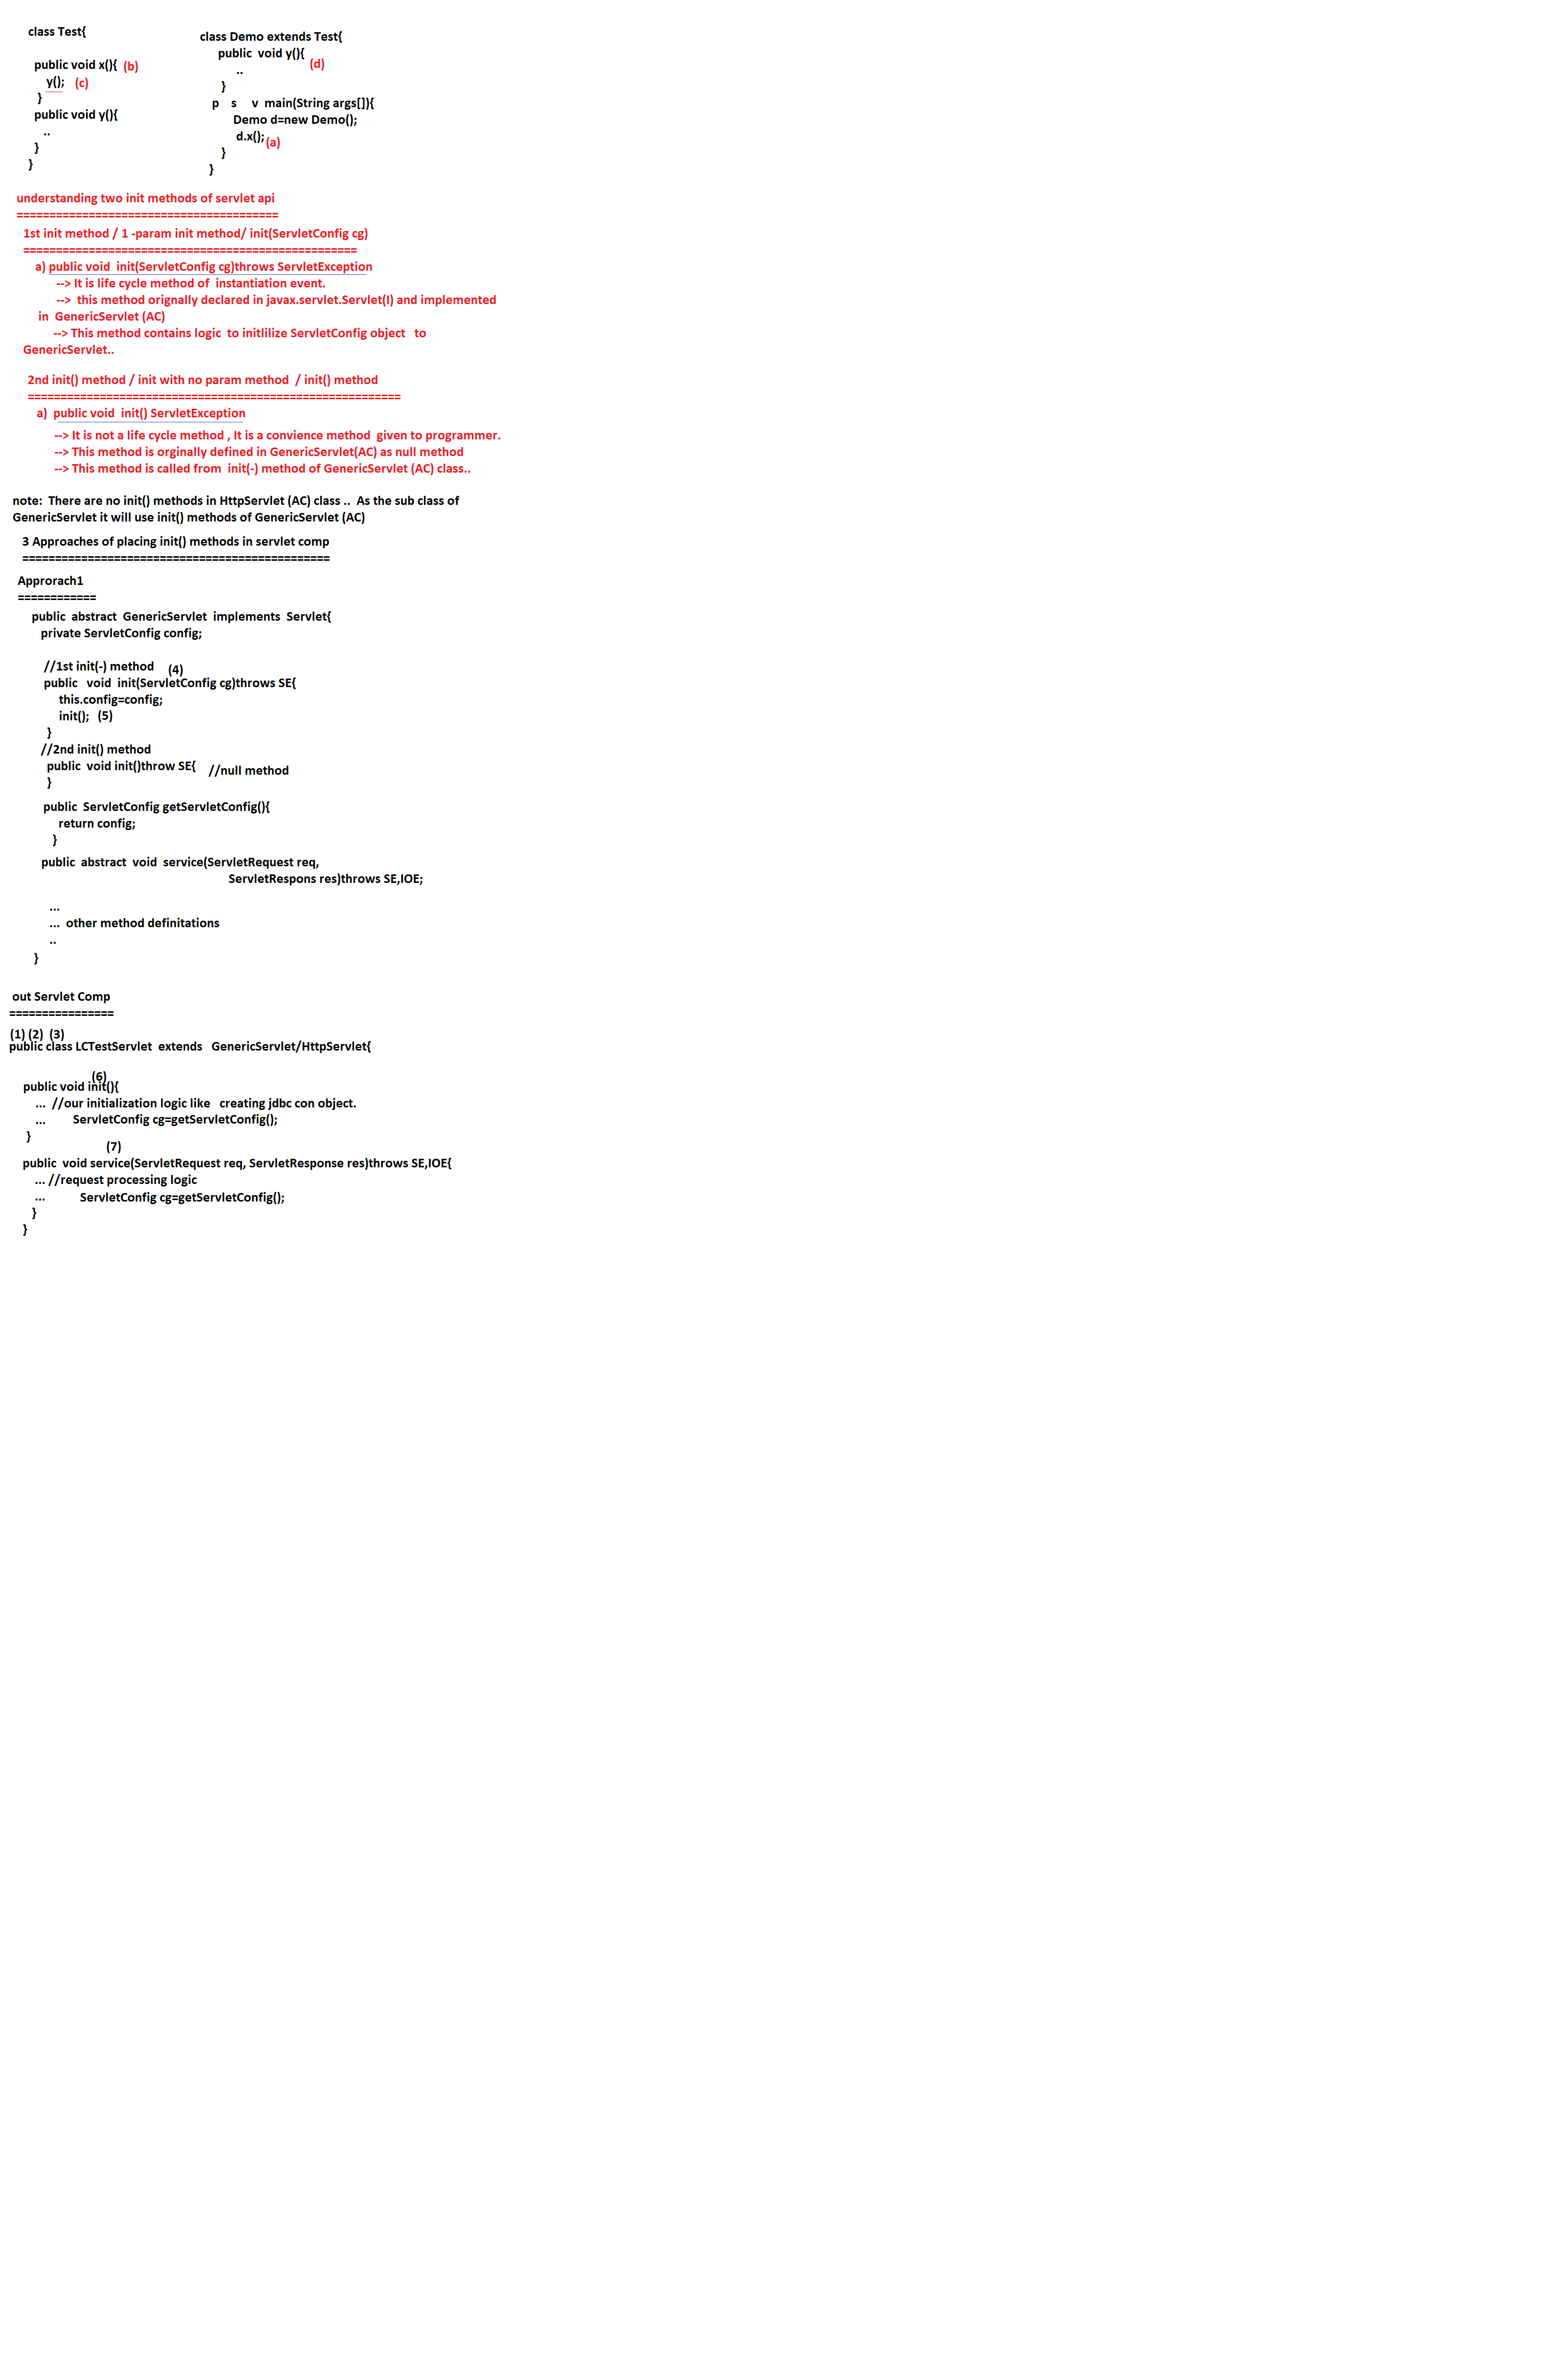 class Test{
public void x(){ (b)
y(); (c)
}
public void y(){
..
}
}
class Demo extends Test{
public void y(){
(d)
..
}
p s v main(String args[]){
Demo d=new Demo();
d.x(); (a)
}
}
understanding two init methods of servlet api
========================================
1st init method / 1 -param init method/ init(ServletConfig cg)
===================================================
a) public void init(ServletConfig cg)throws ServletException
--> It is life cycle method of instantiation event.
--> this method orignally declared in javax.servlet.Servlet(I) and implemented
in GenericServlet (AC)
--> This method contains logic to initlilize ServletConfig object to
GenericServlet..
2nd init() method / init with no param method / init() method
=========================================================
a) public void init() ServletException
--> It is not a life cycle method , It is a convience method given to programmer.
--> This method is orginally defined in GenericServlet(AC) as null method
--> This method is called from init(-) method of GenericServlet (AC) class..
note: There are no init() methods in HttpServlet (AC) class .. As the sub class of
GenericServlet it will use init() methods of GenericServlet (AC)
3 Approaches of placing init() methods in servlet comp
===============================================
Approrach1
============
public abstract GenericServlet implements Servlet{
private ServletConfig config;
//1st init(-) method (4)
public void init(ServletConfig cg)throws SE{
this.config=config;
init(); (5)
}
//2nd init() method
public void init()throw SE{ //null method
}
public ServletConfig getServletConfig(){
return config;
}
public abstract void service(ServletRequest req,
ServletRespons res)throws SE,IOE;
...
... other method definitations
..
}
out Servlet Comp
================
(1) (2) (3)
public class LCTestServlet extends GenericServlet/HttpServlet{
(6)
public void init(){
... //our initialization logic like creating jdbc con object.
... ServletConfig cg=getServletConfig();
}
(7)
public void service(ServletRequest req, ServletResponse res)throws SE,IOE{
... //request processing logic
... ServletConfig cg=getServletConfig();
}
}